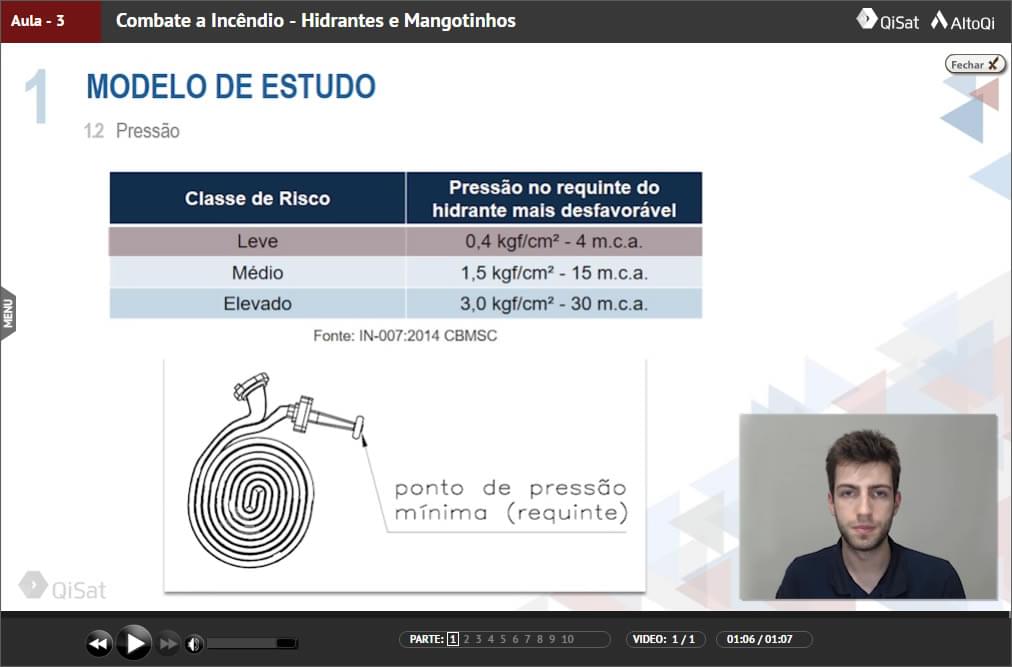 Aula - 3
Combate a Incêndio - Hidrantes e Mangotinhos
QiSat AltoQi
Fechar X
1 MODELO DE ESTUDO
1.2 Pressão
Classe de Risco
Pressão no requinte do
hidrante mais desfavorável
Leve 0,4 kgf/cm² - 4 m.c.a.
Médio 1,5 kgf/cm² - 15 m.c.a.
Elevado 3,0 kgf/cm² - 30 m.c.a.
Fonte: IN-007:2014 CBMSC
MENU
ponto de pressão
mínima (requinte)
QiSat
PARTE: 1 2 3 4 5 6 7 8 9 10
VIDEO: 1 / 1
01:06 / 01:07